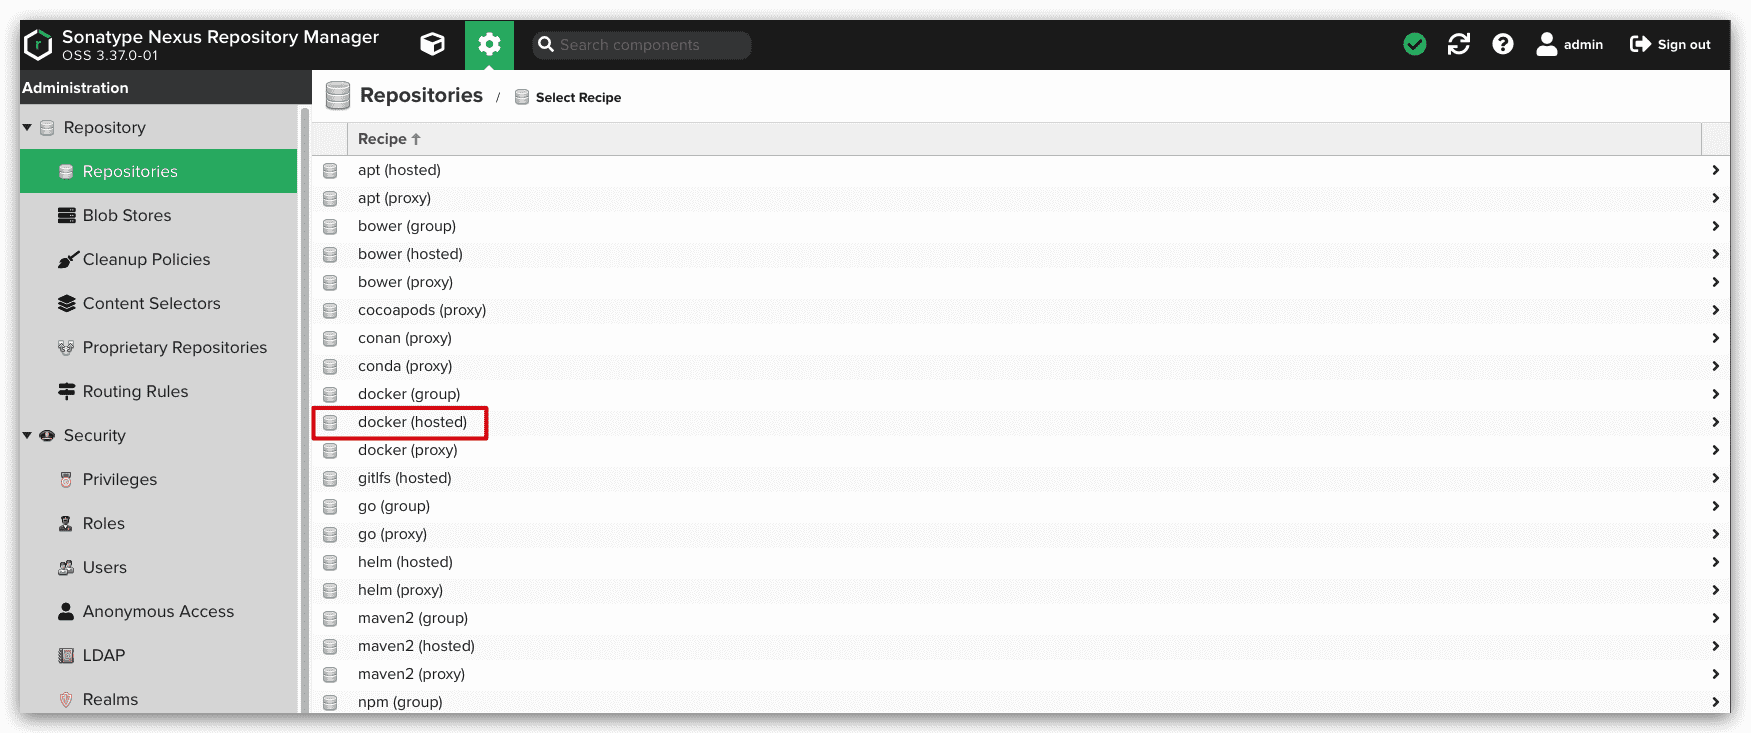 Sonatype Nexus Repository Manager
OSS 3.37.0-01
Search components
admin
Sign out
Administration
Repository
Repositories
Blob Stores
Cleanup Policies
Content Selectors
Proprietary Repositories
Routing Rules
Security
Privileges
Roles
Users
Anonymous Access
LDAP
Realms
Repositories / Select Recipe
Recipe
apt (hosted)
apt (proxy)
bower (group)
bower (hosted)
bower (proxy)
cocoapods (proxy)
conan (proxy)
conda (proxy)
docker (group)
docker (hosted)
docker (proxy)
gitlfs (hosted)
go (group)
go (proxy)
helm (hosted)
helm (proxy)
maven2 (group)
maven2 (hosted)
maven2 (proxy)
npm (group)